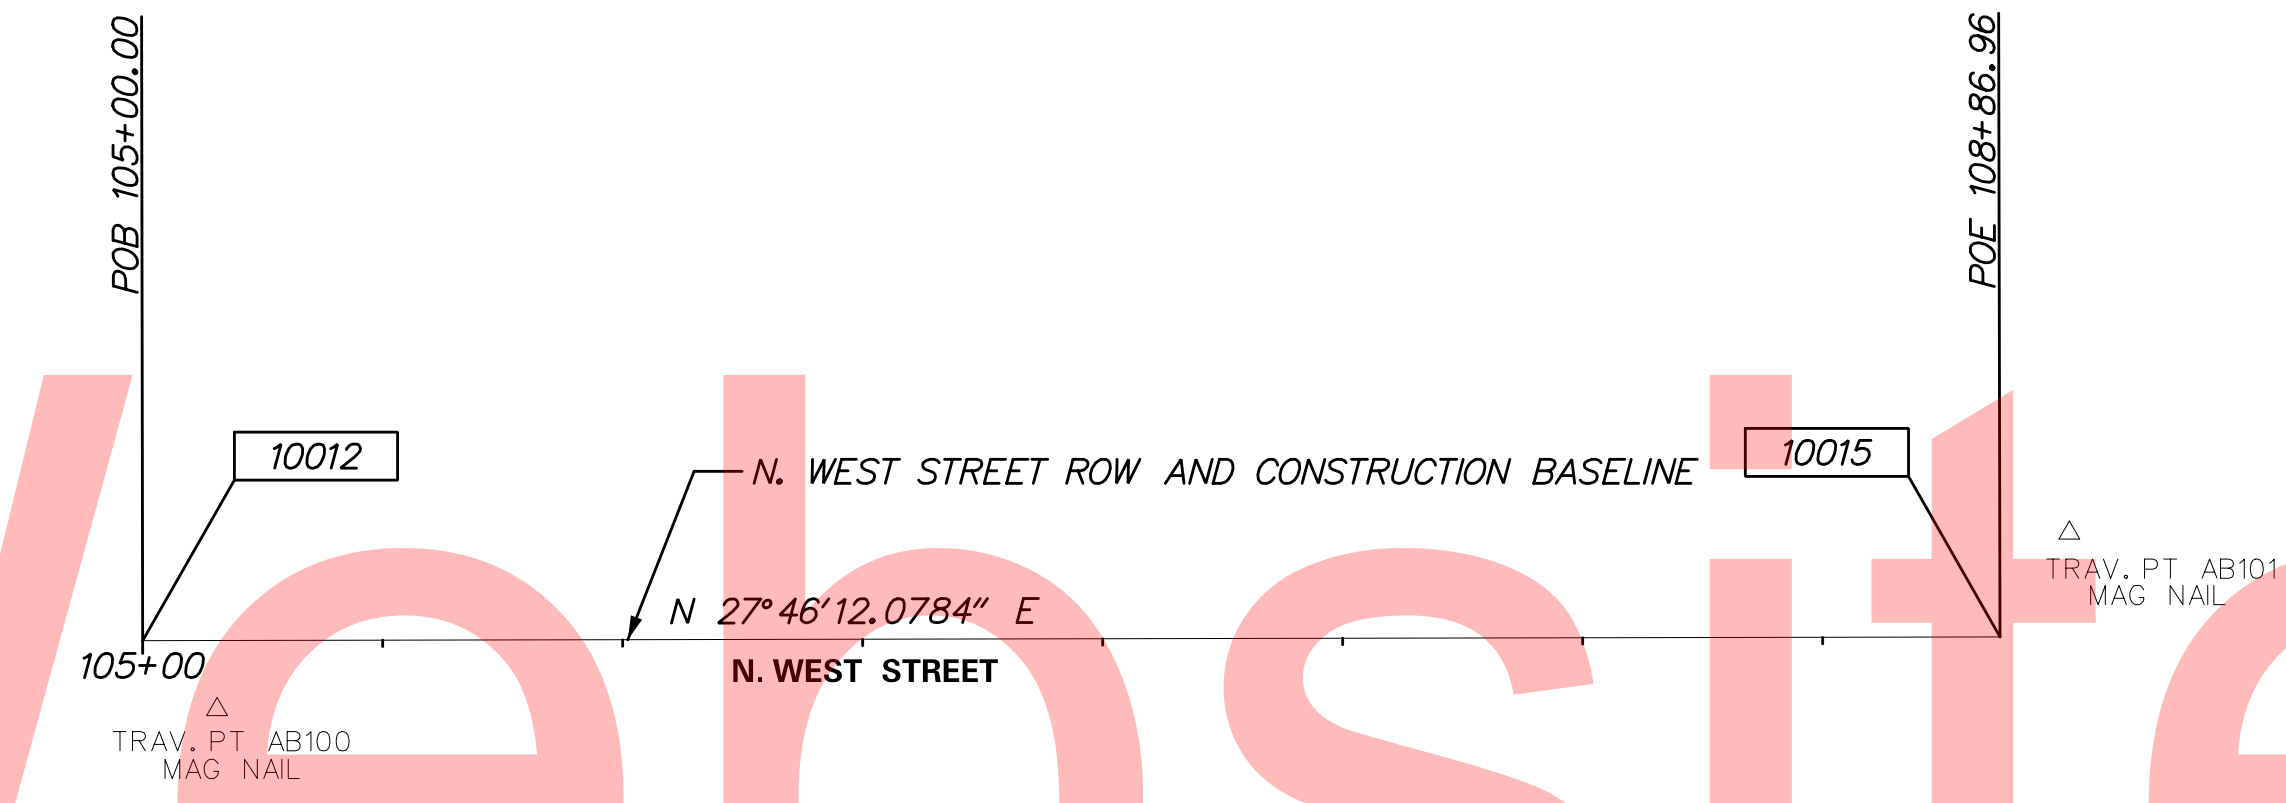 POB 105+00.00
POE 108+86.96
10012
N. WEST STREET ROW AND CONSTRUCTION BASELINE
10015
TRAV. PT AB101
MAG NAIL
N 27°46'12.0784" E
105+00
N. WEST STREET
TRAV. PT AB100
MAG NAIL
Website